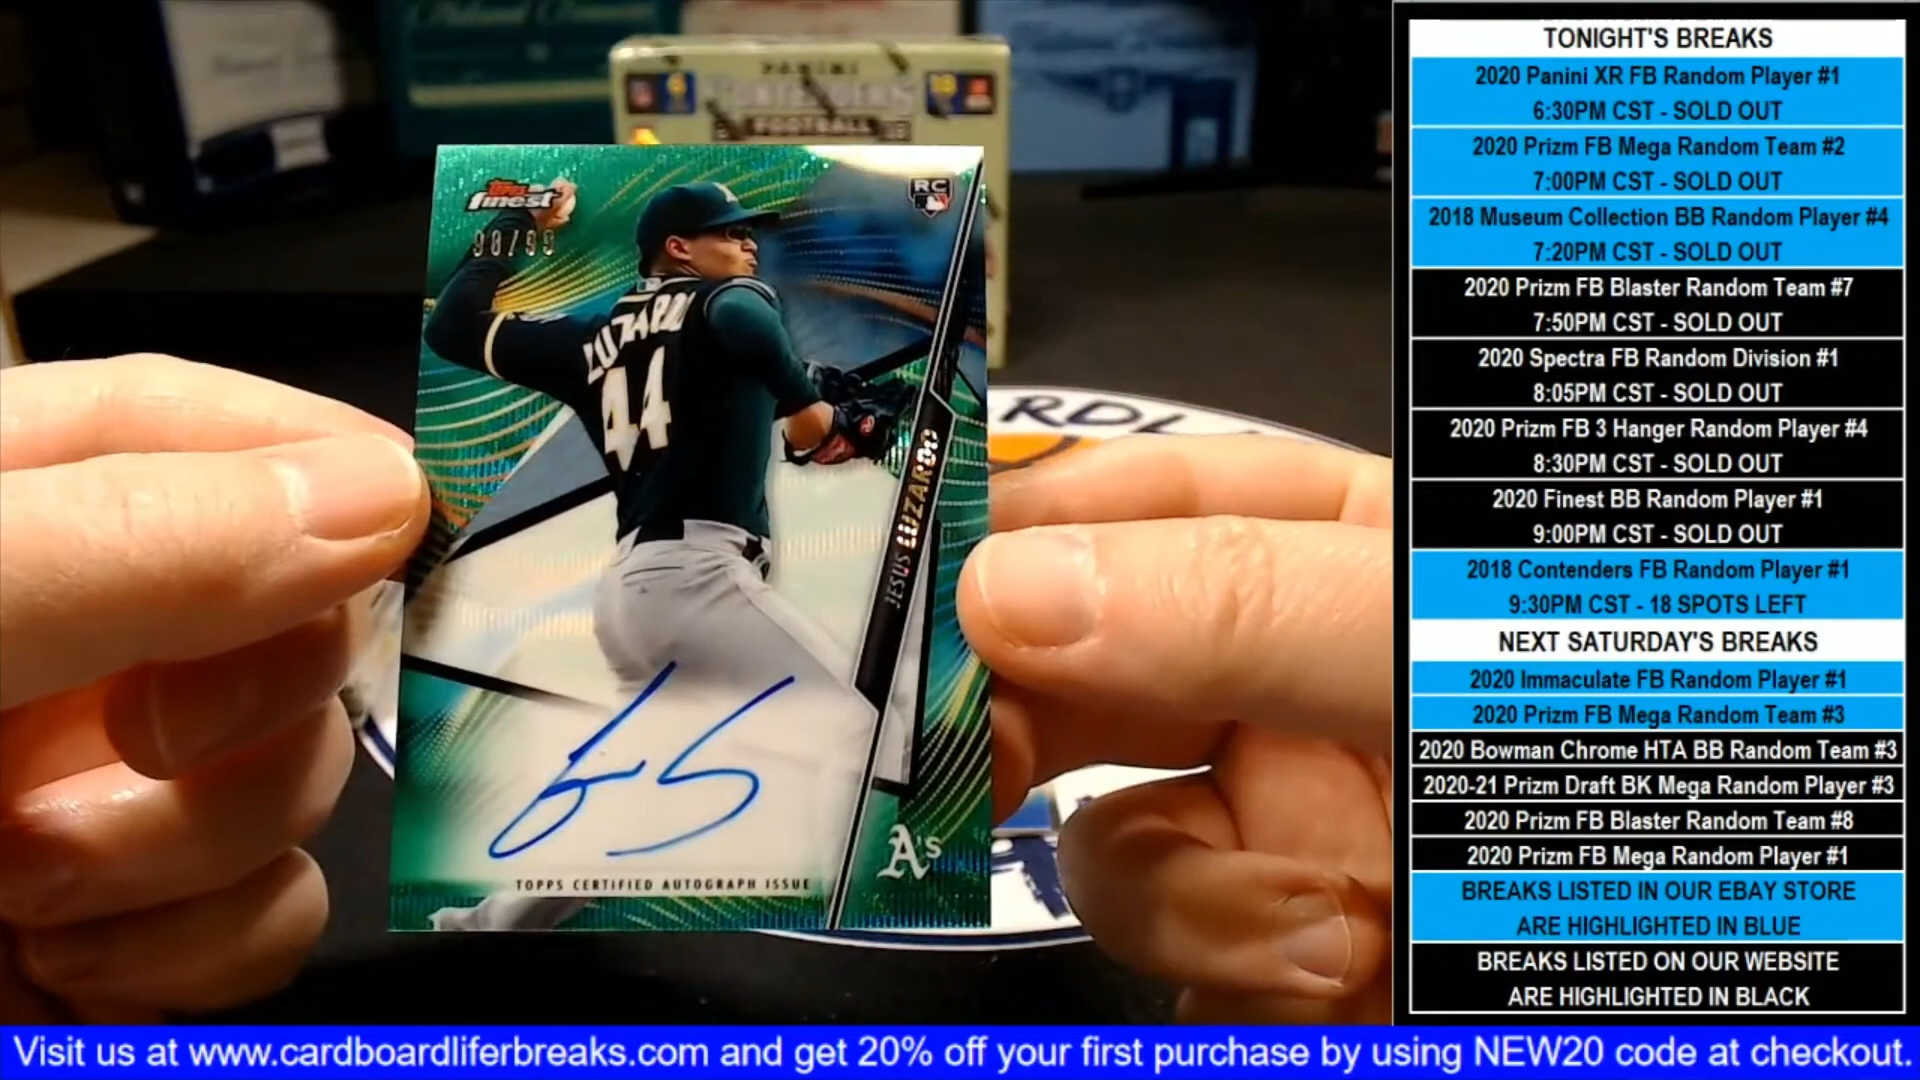 PANINI
CONTENDERS
FOOTBALL
Topps
finest
RC
98/99
LUZARDO
44
JESUS LUZARDO
A's
TOPPS CERTIFIED AUTOGRAPH ISSUE
TONIGHT'S BREAKS
2020 Panini XR FB Random Player #1
6:30PM CST - SOLD OUT
2020 Prizm FB Mega Random Team #2
7:00PM CST - SOLD OUT
2018 Museum Collection BB Random Player #4
7:20PM CST - SOLD OUT
2020 Prizm FB Blaster Random Team #7
7:50PM CST - SOLD OUT
2020 Spectra FB Random Division #1
8:05PM CST - SOLD OUT
2020 Prizm FB 3 Hanger Random Player #4
8:30PM CST - SOLD OUT
2020 Finest BB Random Player #1
9:00PM CST - SOLD OUT
2018 Contenders FB Random Player #1
9:30PM CST - 18 SPOTS LEFT
NEXT SATURDAY'S BREAKS
2020 Immaculate FB Random Player #1
2020 Prizm FB Mega Random Team #3
2020 Bowman Chrome HTA BB Random Team #3
2020-21 Prizm Draft BK Mega Random Player #3
2020 Prizm FB Blaster Random Team #8
2020 Prizm FB Mega Random Player #1
BREAKS LISTED IN OUR EBAY STORE
ARE HIGHLIGHTED IN BLUE
BREAKS LISTED ON OUR WEBSITE
ARE HIGHLIGHTED IN BLACK
Visit us at www.cardboardliferbreaks.com and get 20% off your first purchase by using NEW20 code at checkout.